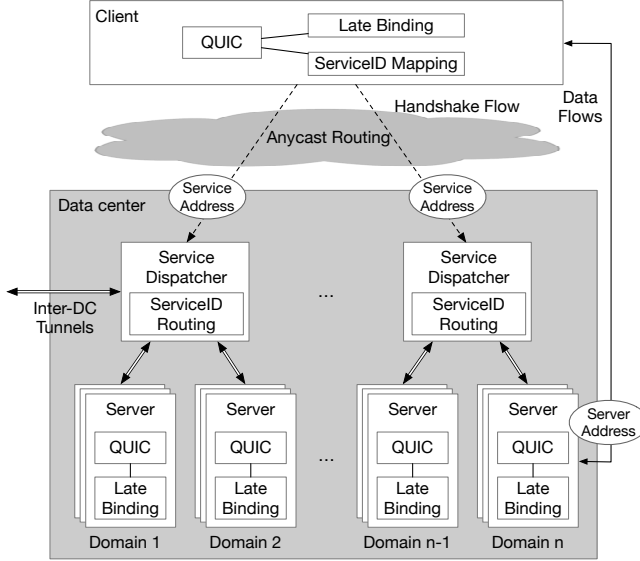 Client
Late Binding
QUIC
ServiceID Mapping
Handshake Flow
Data
Flows
Anycast Routing
Service
Address
Service
Address
Data center
Service
Dispatcher
ServiceID
Routing
...
Service
Dispatcher
ServiceID
Routing
Inter-DC
Tunnels
Server
QUIC
Late
Binding
Server
QUIC
Late
Binding
...
Server
QUIC
Late
Binding
Server
QUIC
Late
Binding
Server
Address
Domain 1
Domain 2
Domain n-1
Domain n